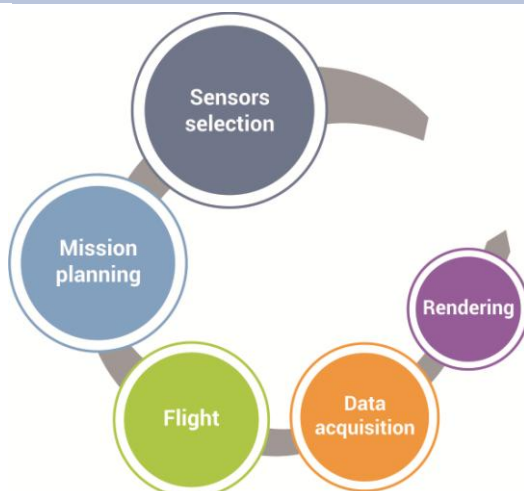 Sensors
selection
Mission
planning
Flight
Data
acquisition
Rendering